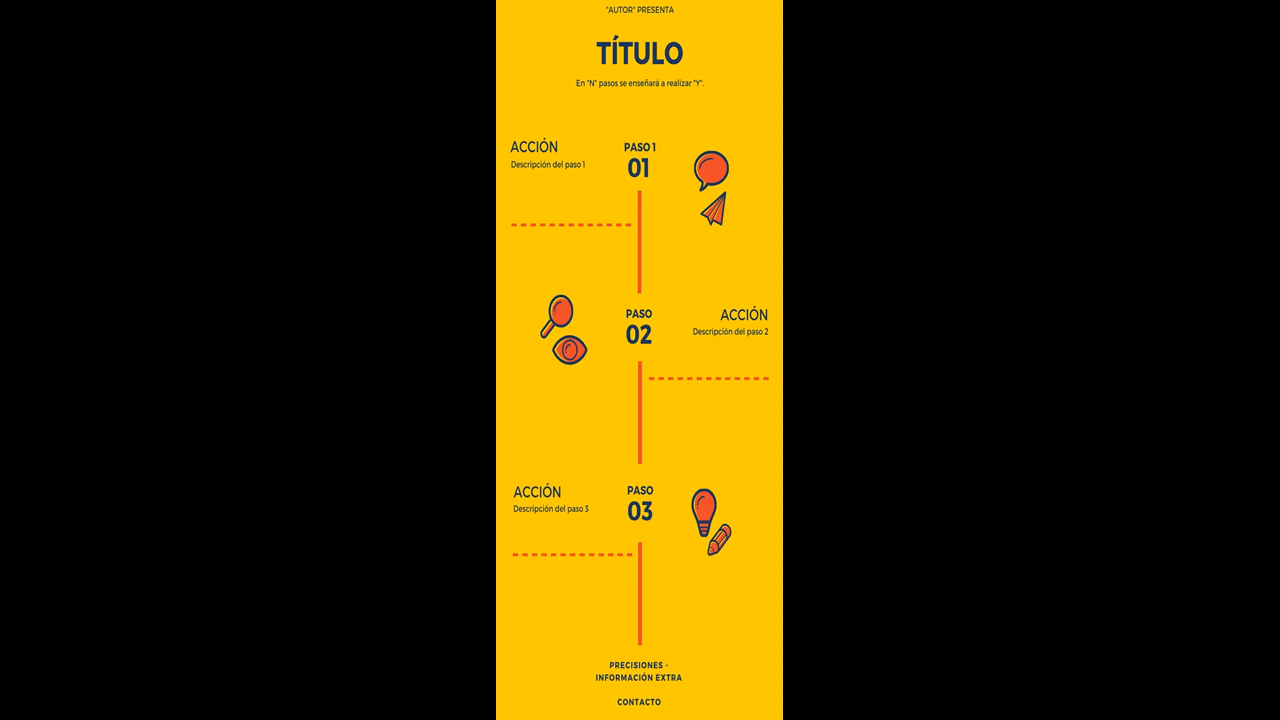 "AUTOR" PRESENTA
TÍTULO
En "N" pasos se enseñará a realizar "Y".
ACCIÓN
Descripción del paso 1
PASO 1
01
PASO
02
ACCIÓN
Descripción del paso 2
ACCIÓN
Descripción del paso 3
PASO
03
PRECISIONES -
INFORMACIÓN EXTRA
CONTACTO